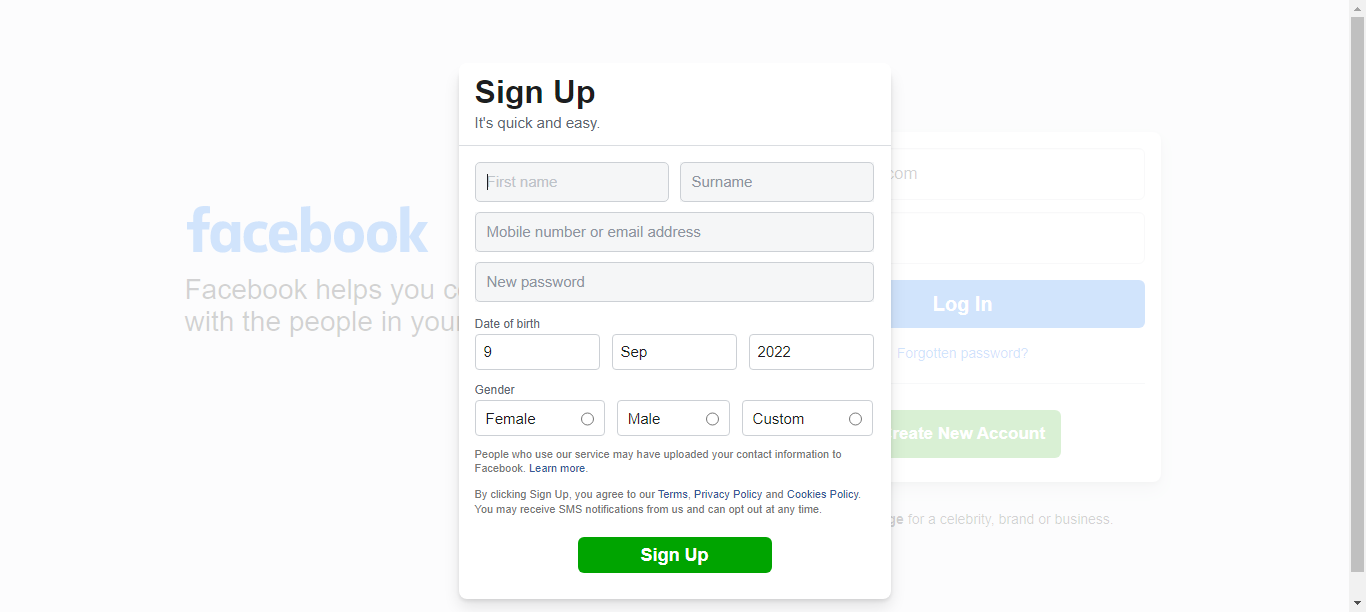 Sign Up
It's quick and easy.
First name
Surname
Mobile number or email address
New password
Date of birth
9
Sep
2022
Gender
Female
Male
Custom
People who use our service may have uploaded your contact information to
Facebook. Learn more.
By clicking Sign Up, you agree to our Terms, Privacy Policy and Cookies Policy.
You may receive SMS notifications from us and can opt out at any time.
Sign Up
facebook
Facebook helps you
with the people in your
Log In
Forgotten password?
New Account
for a celebrity, brand or business.